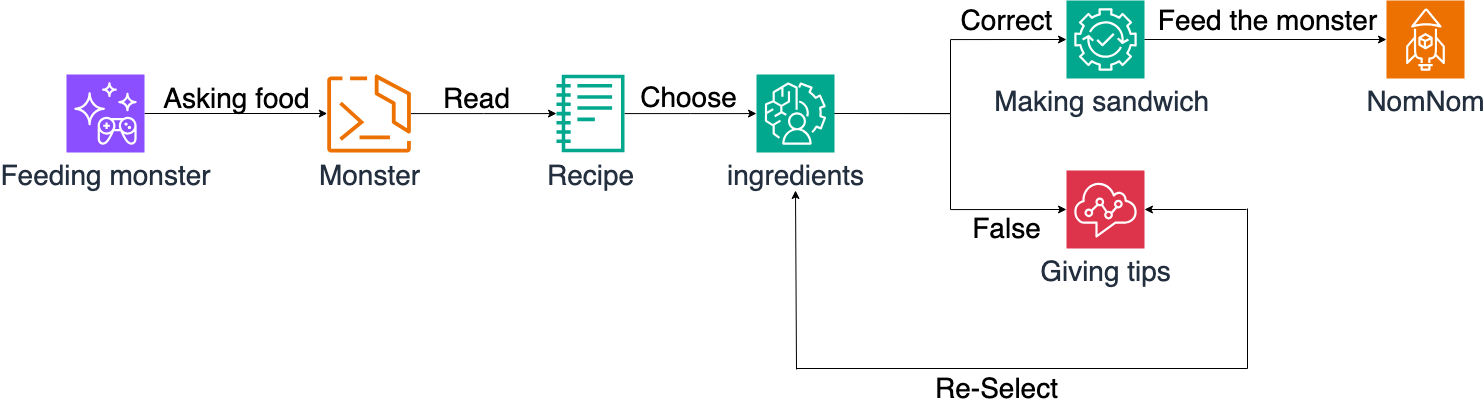 Correct
Feed the monster
Asking food
Read
Choose
Making sandwich
NomNom
Feeding monster
Monster
Recipe
ingredients
False
Giving tips
Re-Select